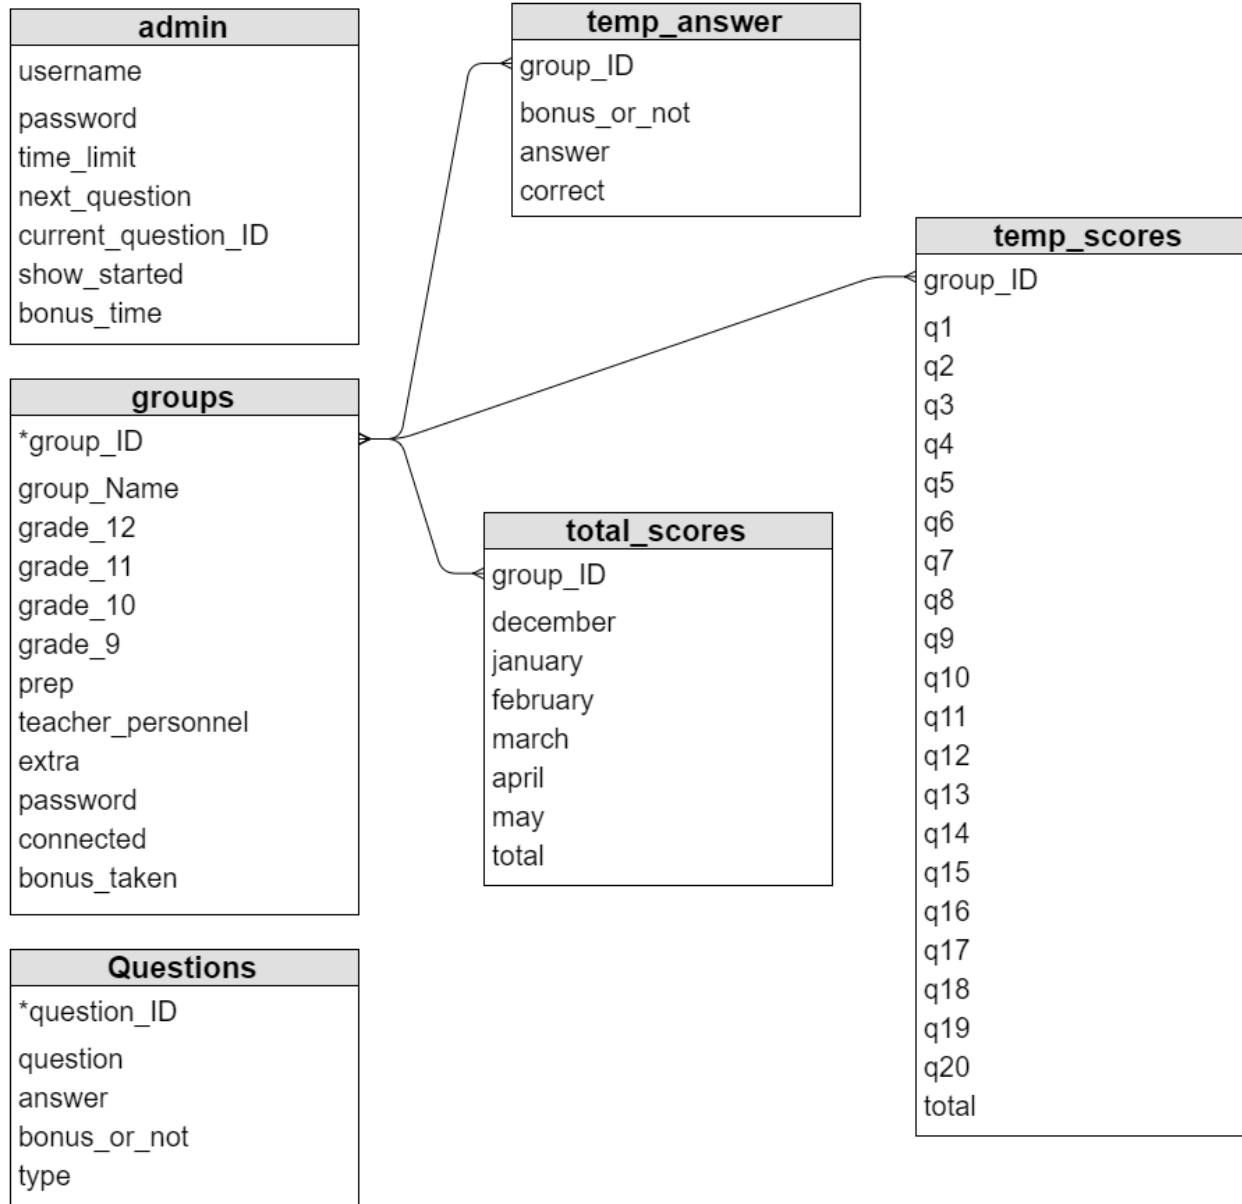 admin
username
password
time_limit
next_question
current_question_ID
show_started
bonus_time
temp_answer
group_ID
bonus_or_not
answer
correct
temp_scores
group_ID
q1
q2
q3
q4
q5
q6
q7
q8
q9
q10
q11
q12
q13
q14
q15
q16
q17
q18
q19
q20
total
groups
*group_ID
group_Name
grade_12
grade_11
grade_10
grade_9
prep
teacher_personnel
extra
password
connected
bonus_taken
total_scores
group_ID
december
january
february
march
april
may
total
Questions
*question_ID
question
answer
bonus_or_not
type